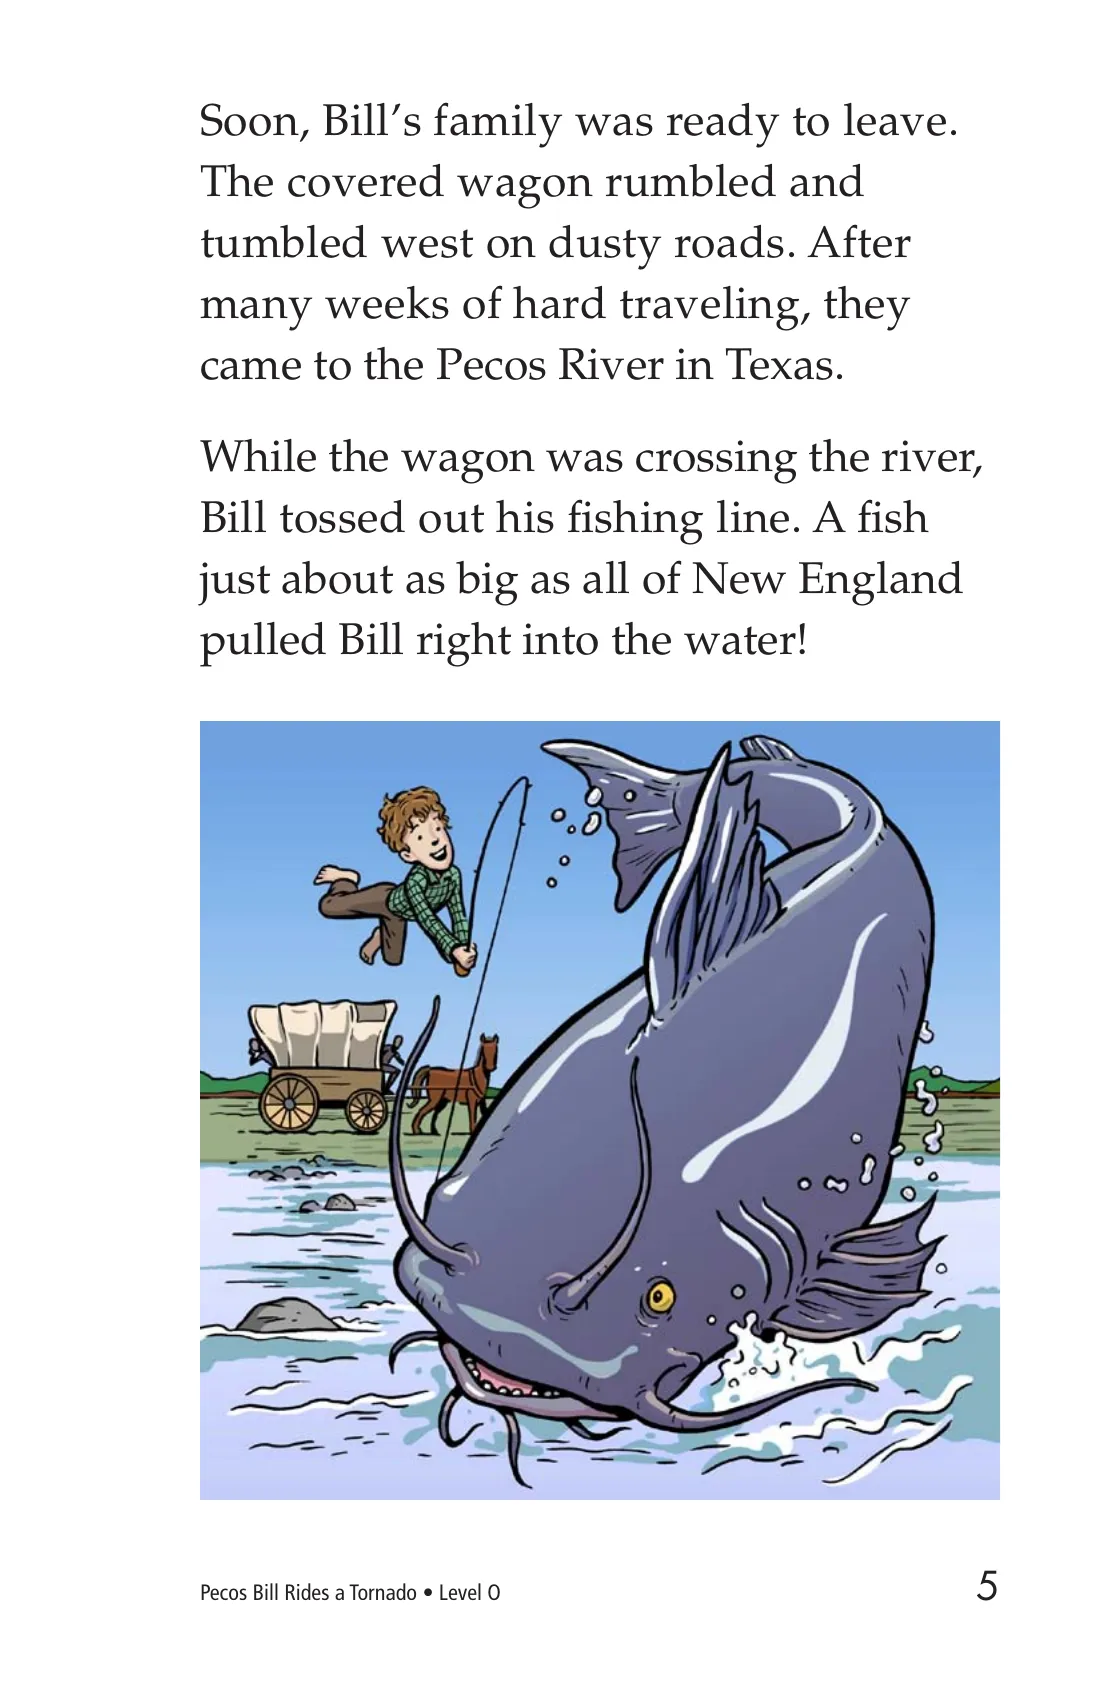 Soon, Bill’s family was ready to leave.
The covered wagon rumbled and
tumbled west on dusty roads. After
many weeks of hard traveling, they
came to the Pecos River in Texas.
While the wagon was crossing the river,
Bill tossed out his fishing line. A fish
just about as big as all of New England
pulled Bill right into the water!
Pecos Bill Rides a Tornado • Level O
5